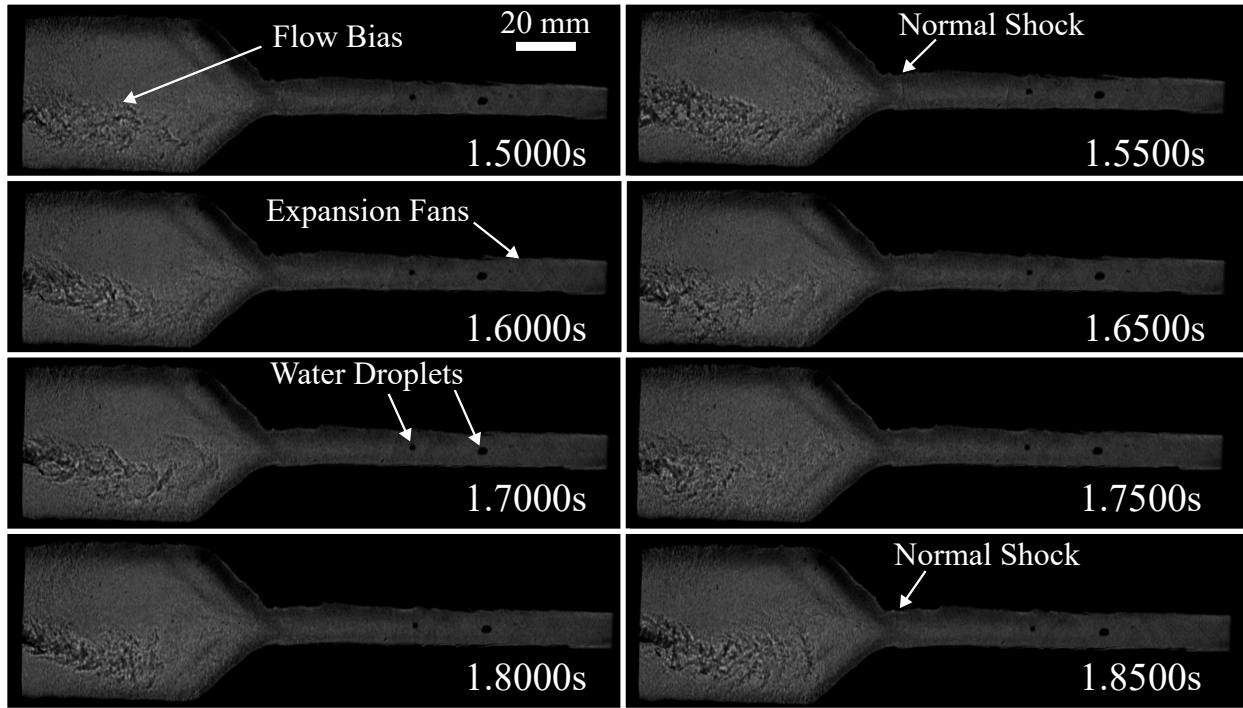 Flow Bias
20 mm
1.5000s
Normal Shock
1.5500s
Expansion Fans
1.6000s
1.6500s
Water Droplets
1.7000s
1.7500s
1.8000s
Normal Shock
1.8500s